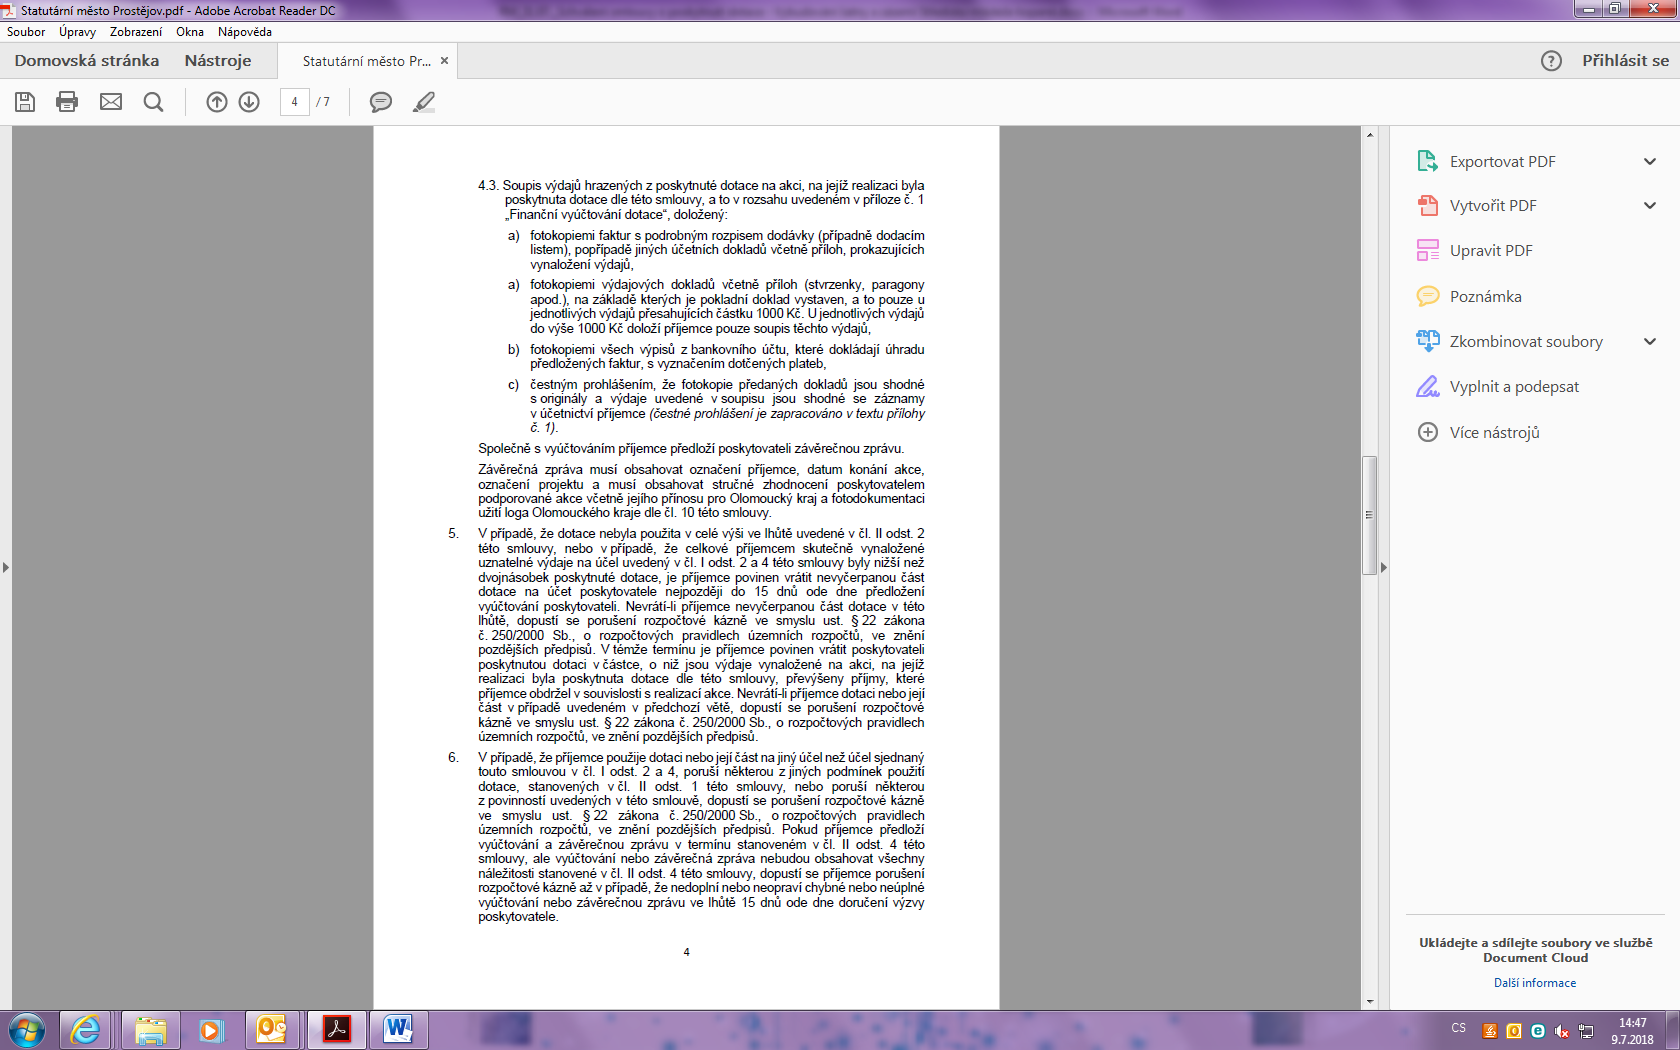 Statutární město Prostějov.pdf - Adobe Acrobat Reader DC
Soubor Úpravy Zobrazení Okna Nápověda
Domovská stránka Nástroje Statutární město Pr... × ? Přihlásit se
4 / 7
4.3. Soupis výdajů hrazených z poskytnuté dotace na akci, na jejíž realizaci byla
poskytnuta dotace dle této smlouvy, a to v rozsahu uvedeném v příloze č. 1
„Finanční vyúčtování dotace“, doložený:
a) fotokopiemi faktur s podrobným rozpisem dodávky (případně dodacím
listem), popřípadě jiných účetních dokladů včetně příloh, prokazujících
vynaložení výdajů,
a) fotokopiemi výdajových dokladů včetně příloh (stvrzenky, paragony
apod.), na základě kterých je pokladní doklad vystaven, a to pouze u
jednotlivých výdajů přesahujících částku 1000 Kč. U jednotlivých výdajů
do výše 1000 Kč doloží příjemce pouze soupis těchto výdajů,
b) fotokopiemi všech výpisů z bankovního účtu, které dokládají úhradu
předložených faktur, s vyznačením dotčených plateb,
c) čestným prohlášením, že fotokopie předaných dokladů jsou shodné
s originály a výdaje uvedené v soupisu jsou shodné se záznamy
v účetnictví příjemce (čestné prohlášení je zapracováno v textu přílohy
č. 1).
Společně s vyúčtováním příjemce předloží poskytovateli závěrečnou zprávu.
Závěrečná zpráva musí obsahovat označení příjemce, datum konání akce,
označení projektu a musí obsahovat stručné zhodnocení poskytovatelem
podporované akce včetně jejího přínosu pro Olomoucký kraj a fotodokumentaci
užití loga Olomouckého kraje dle čl. 10 této smlouvy.
5. V případě, že dotace nebyla použita v celé výši ve lhůtě uvedené v čl. II odst. 2
této smlouvy, nebo v případě, že celkové příjemcem skutečně vynaložené
uznatelné výdaje na účel uvedený v čl. I odst. 2 a 4 této smlouvy byly nižší než
dvojnásobek poskytnuté dotace, je příjemce povinen vrátit nevyčerpanou část
dotace na účet poskytovatele nejpozději do 15 dnů ode dne předložení
vyúčtování poskytovateli. Nevrátí-li příjemce nevyčerpanou část dotace v této
lhůtě, dopustí se porušení rozpočtové kázně ve smyslu ust. § 22 zákona
č. 250/2000 Sb., o rozpočtových pravidlech územních rozpočtů, ve znění
pozdějších předpisů. V témže termínu je příjemce povinen vrátit poskytovateli
poskytnutou dotaci v částce, o niž jsou výdaje vynaložené na akci, na jejíž
realizaci byla poskytnuta dotace dle této smlouvy, převýšeny příjmy, které
příjemce obdržel v souvislosti s realizací akce. Nevrátí-li příjemce dotaci nebo její
část v případě uvedeném v předchozí větě, dopustí se porušení rozpočtové
kázně ve smyslu ust. § 22 zákona č. 250/2000 Sb., o rozpočtových pravidlech
územních rozpočtů, ve znění pozdějších předpisů.
6. V případě, že příjemce použije dotaci nebo její část na jiný účel než účel sjednaný
touto smlouvou v čl. I odst. 2 a 4, poruší některou z jiných podmínek použití
dotace, stanovených v čl. II odst. 1 této smlouvy, nebo poruší některou
z povinností uvedených v této smlouvě, dopustí se porušení rozpočtové kázně
ve smyslu ust. § 22 zákona č. 250/2000 Sb., o rozpočtových pravidlech
územních rozpočtů, ve znění pozdějších předpisů. Pokud příjemce předloží
vyúčtování a závěrečnou zprávu v termínu stanoveném v čl. II odst. 4 této
smlouvy, ale vyúčtování nebo závěrečná zpráva nebudou obsahovat všechny
náležitosti stanovené v čl. II odst. 4 této smlouvy, dopustí se příjemce porušení
rozpočtové kázně až v případě, že nedoplní nebo neopraví chybné nebo neúplné
vyúčtování nebo závěrečnou zprávu ve lhůtě 15 dnů ode dne doručení výzvy
poskytovatele.
4
Exportovat PDF
Vytvořit PDF
Upravit PDF
Poznámka
Zkombinovat soubory
Vyplnit a podepsat
Více nástrojů
Ukládejte a sdílejte soubory ve službě
Document Cloud
Další informace
CS
14:47
9.7.2018